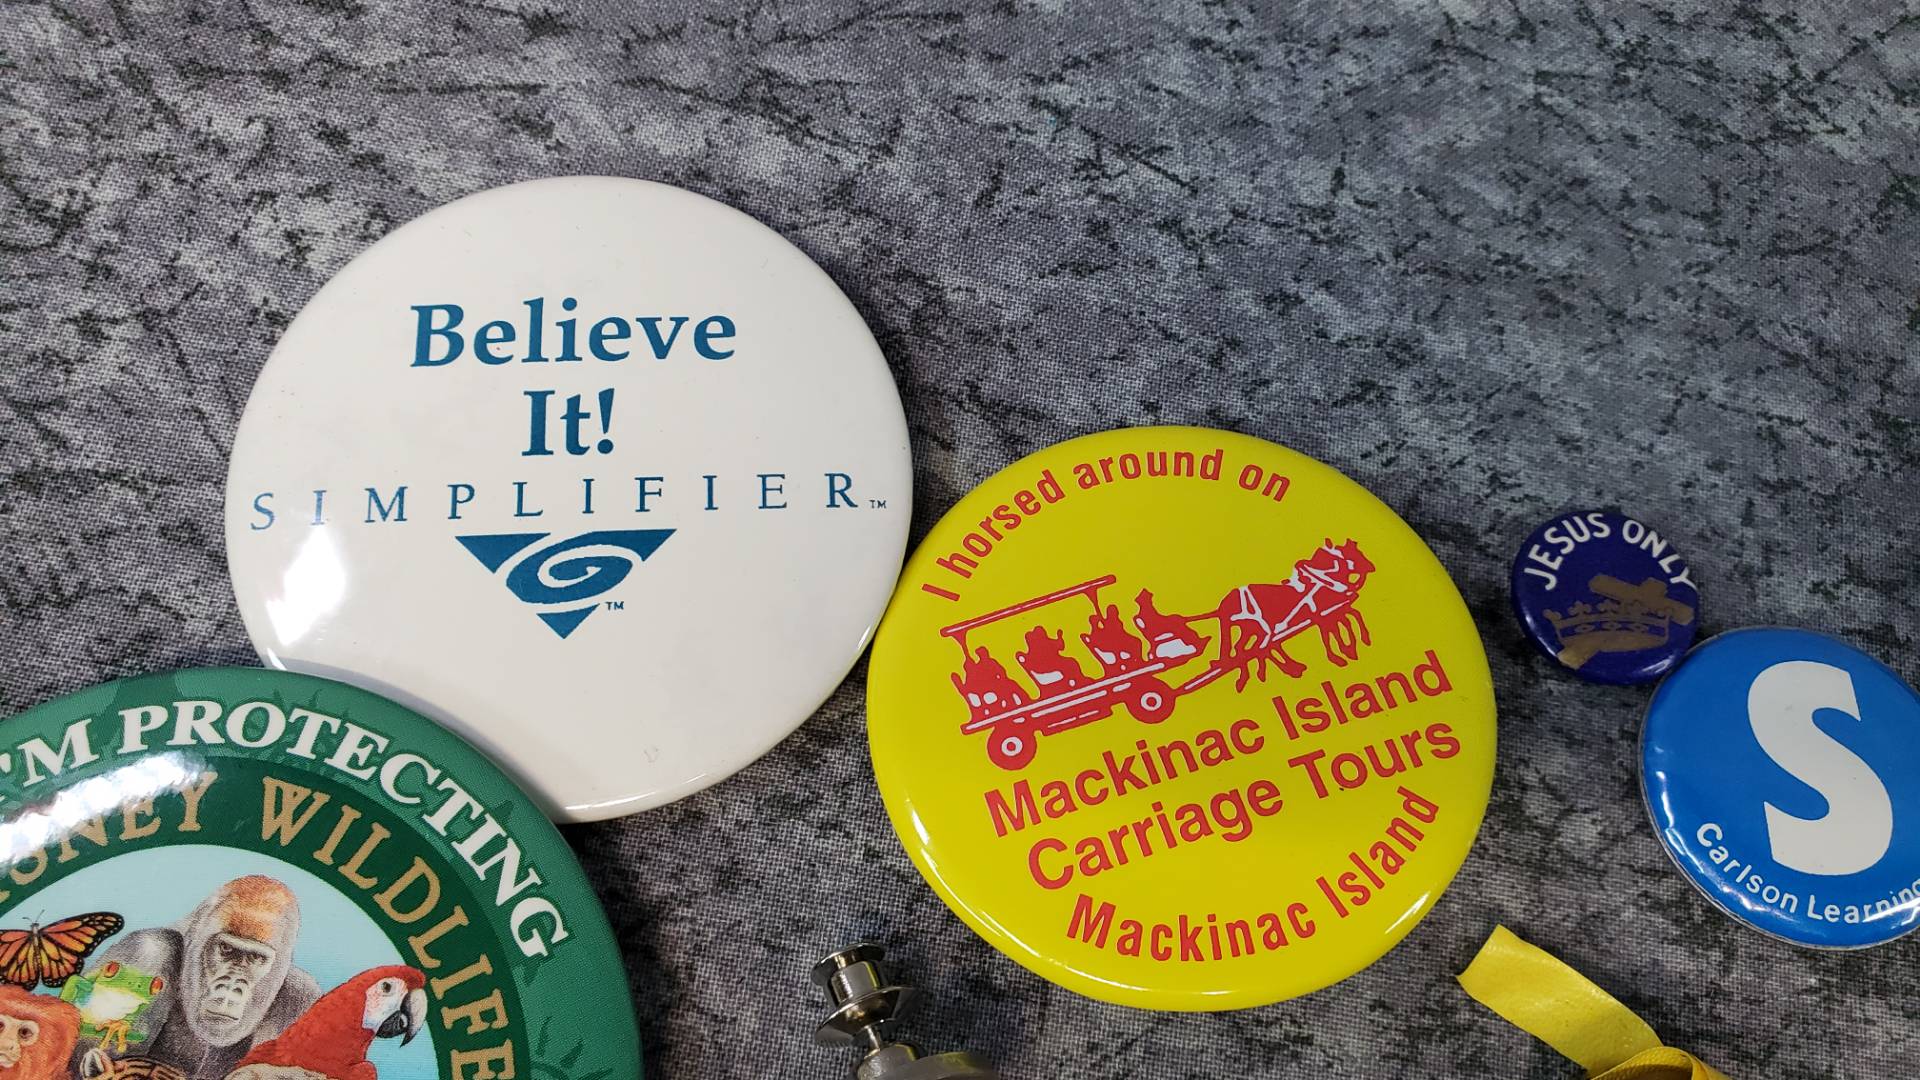 Believe
It!
SIMPLIFIER™
™
I horsed around on
Mackinac Island
Carriage Tours
Mackinac Island
JESUS ONLY
S
Carlson Learning
I'M PROTECTING
WILDLIFE